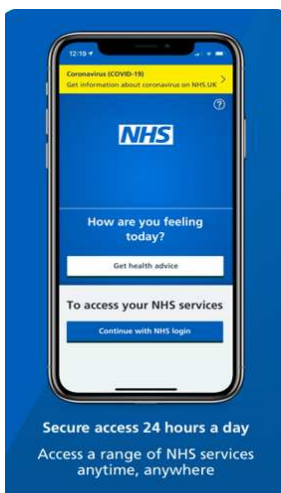 12:18
Coronavirus (COVID-19)
Get information about coronavirus on NHS.UK
?
NHS
How are you feeling
today?
Get health advice
To access your NHS services
Continue with NHS login
Secure access 24 hours a day
Access a range of NHS services
anytime, anywhere